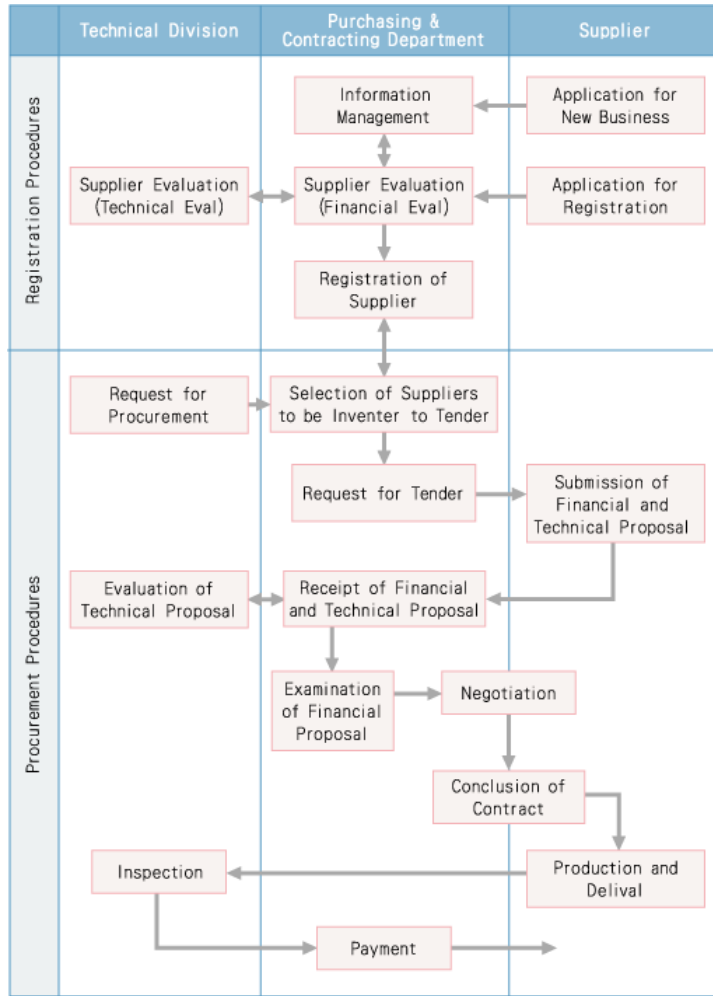 Technical Division
Purchasing &
Contracting Department
Supplier
Registration Procedures
Information
Management
Application for
New Business
Supplier Evaluation
(Technical Eval)
Supplier Evaluation
(Financial Eval)
Application for
Registration
Registration of
Supplier
Procurement Procedures
Request for
Procurement
Selection of Suppliers
to be Inventer to Tender
Request for Tender
Submission of
Financial and
Technical Proposal
Evaluation of
Technical Proposal
Receipt of Financial
and Technical Proposal
Examination
of Financial
Proposal
Negotiation
Conclusion of
Contract
Inspection
Production and
Delival
Payment